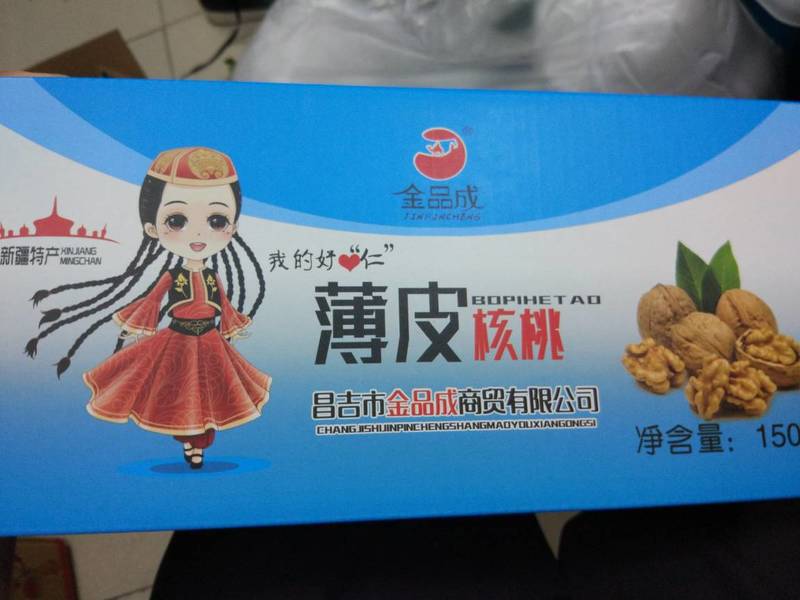 金品成
JINPINCHENG
新疆特产 XINJIANG
MINGCHAN
我的好❤“仁”
BOPIHETAO
薄皮核桃
昌吉市金品成商贸有限公司
CHANGJISHIJINPINCHENGSHANGMAOYOUXIANGONGSI
净含量：150